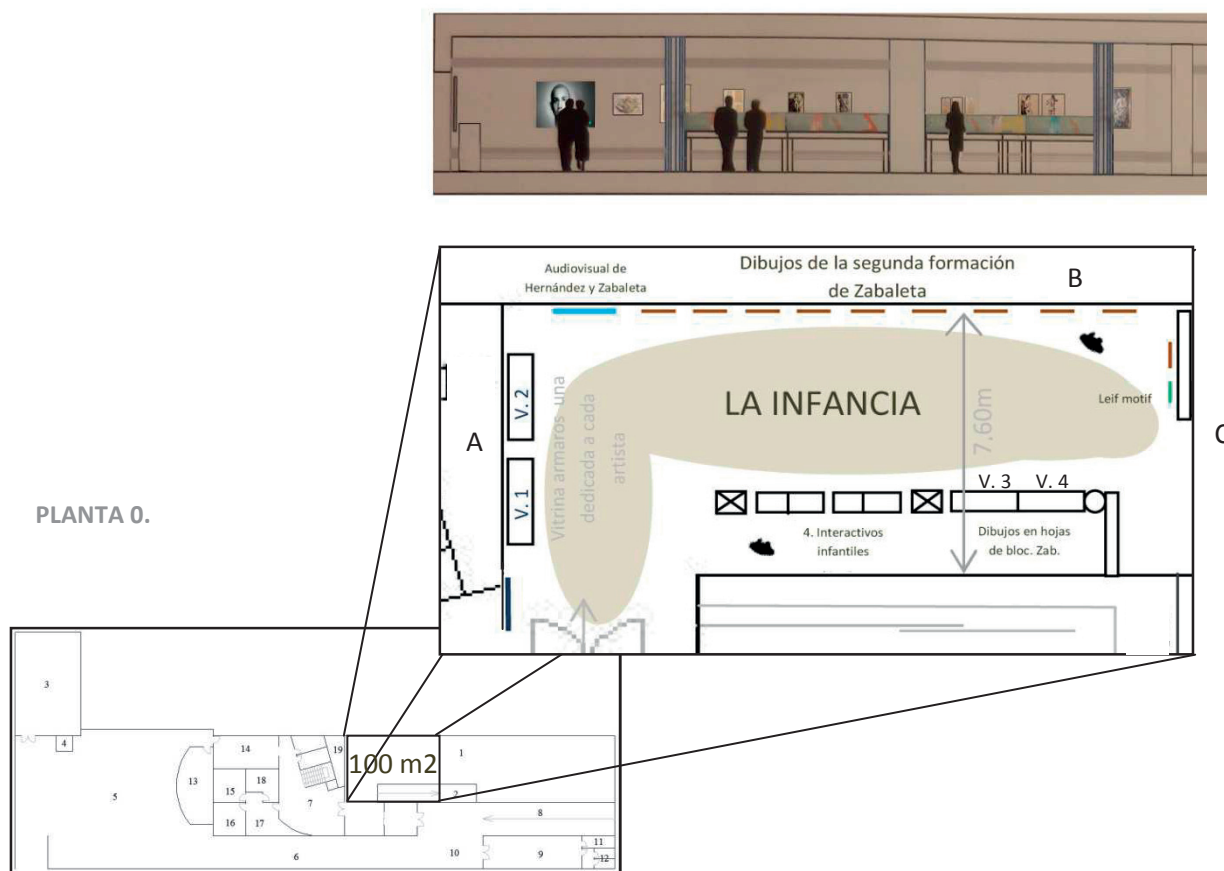 Audiovisual de
Hernández y Zabaleta
Dibujos de la segunda formación
de Zabaleta
B
LA INFANCIA
Leif motif
A
C
V. 2
V. 1
Vitrina armaros una
dedicada a cada
artista
7.60m
V. 3 V. 4
4. Interactivos
infantiles
Dibujos en hojas
de bloc. Zab.
PLANTA 0.
3
4
5
13
14
15
18
16
17
19
7
100 m2
1
2
8
6
10
9
11
12